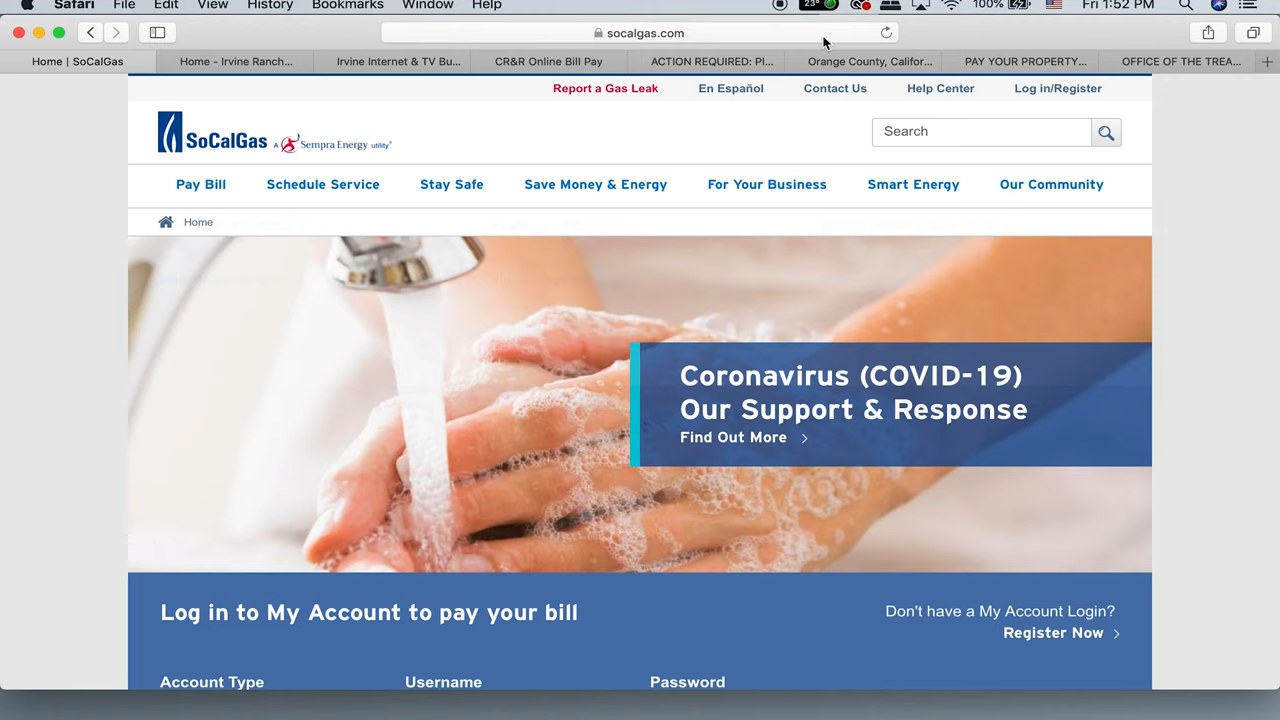 Safari File Edit View History Bookmarks Window Help 23° 100% Fri 1:52 PM
socalgas.com
Home | SoCalGas Home - Irvine Ranch... Irvine Internet & TV Bu... CR&R Online Bill Pay ACTION REQUIRED: Pl... Orange County, Califor... PAY YOUR PROPERTY... OFFICE OF THE TREA...
Report a Gas Leak En Español Contact Us Help Center Log in/Register
SoCalGas A Sempra Energy utility®
Search
Pay Bill Schedule Service Stay Safe Save Money & Energy For Your Business Smart Energy Our Community
Home
Coronavirus (COVID-19)
Our Support & Response
Find Out More
Log in to My Account to pay your bill
Don't have a My Account Login?
Register Now
Account Type Username Password